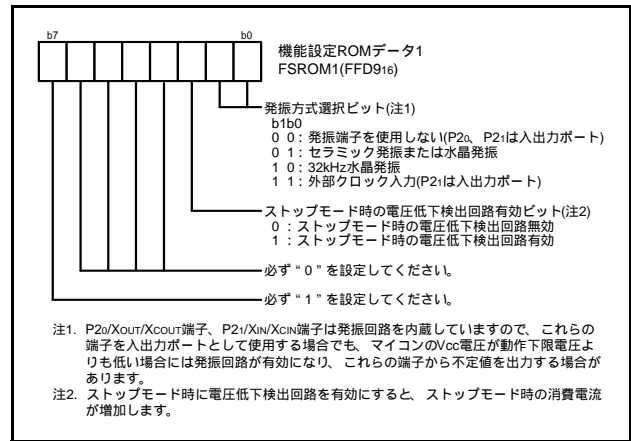 b7 b0
機能設定ROMデータ1
FSROM1(FFD916)
発振方式選択ビット(注1)
b1b0
0 0 : 発振端子を使用しない(P20、P21は入出力ポート)
0 1 : セラミック発振または水晶発振
1 0 : 32kHz水晶発振
1 1 : 外部クロック入力(P21は入出力ポート)
ストップモード時の電圧低下検出回路有効ビット(注2)
0 : ストップモード時の電圧低下検出回路無効
1 : ストップモード時の電圧低下検出回路有効
必ず“0”を設定してください。
必ず“1”を設定してください。
注1. P20/XOUT/XCOUT端子、P21/XIN/XCIN端子は発振回路を内蔵していますので、これらの
端子を入出力ポートとして使用する場合でも、マイコンのVcc電圧が動作下限電圧よ
りも低い場合には発振回路が有効になり、これらの端子から不定値を出力する場合が
あります。
注2. ストップモード時に電圧低下検出回路を有効にすると、ストップモード時の消費電流
が増加します。